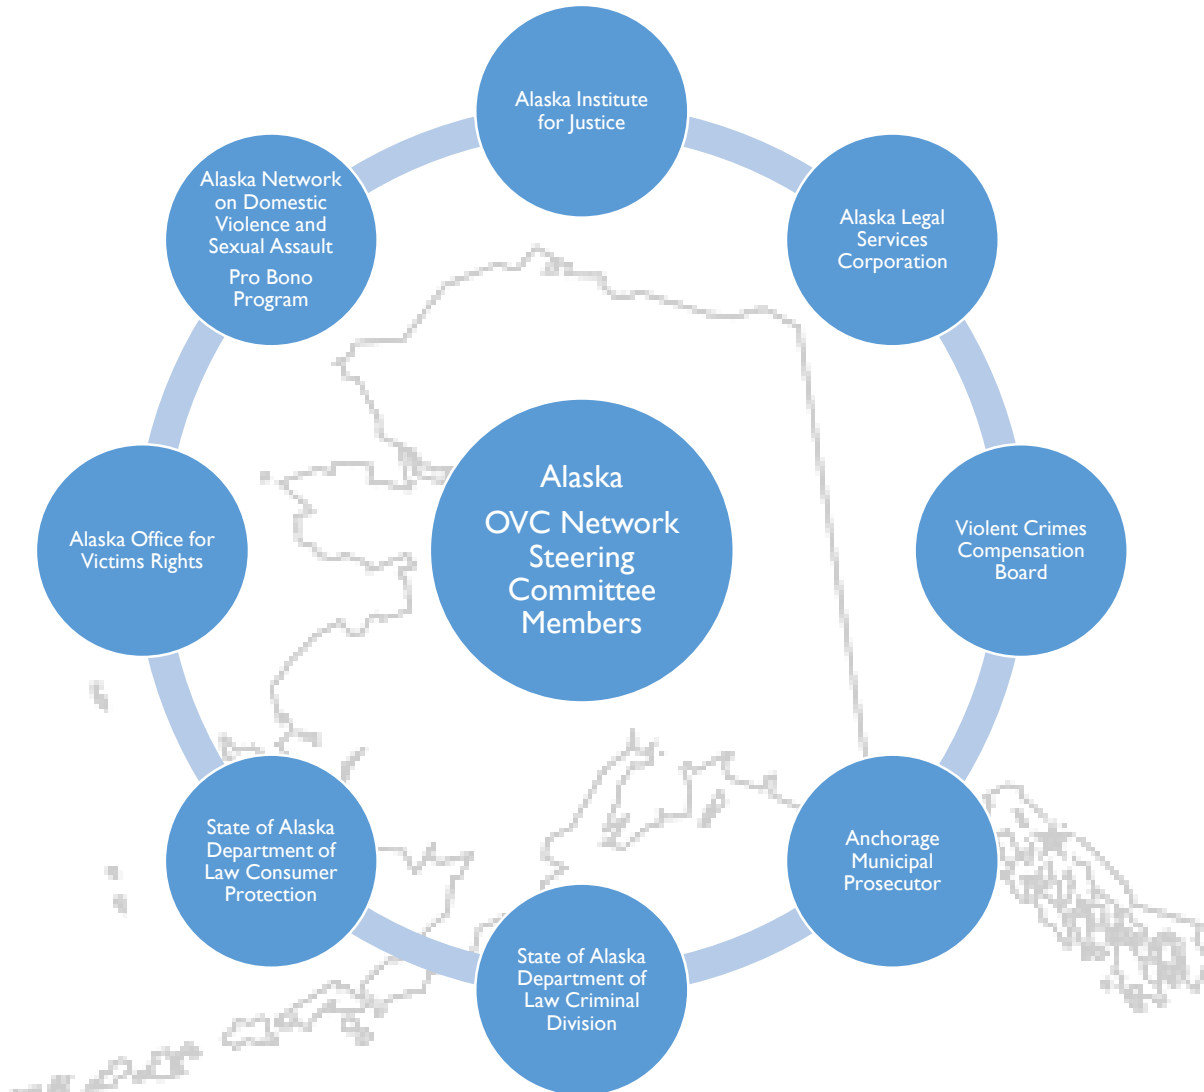 Alaska Institute
for Justice
Alaska Legal
Services
Corporation
Violent Crimes
Compensation
Board
Anchorage
Municipal
Prosecutor
State of Alaska
Department of
Law Criminal
Division
State of Alaska
Department of
Law Consumer
Protection
Alaska Office for
Victims Rights
Alaska Network
on Domestic
Violence and
Sexual Assault
Pro Bono
Program
Alaska
OVC Network
Steering
Committee
Members